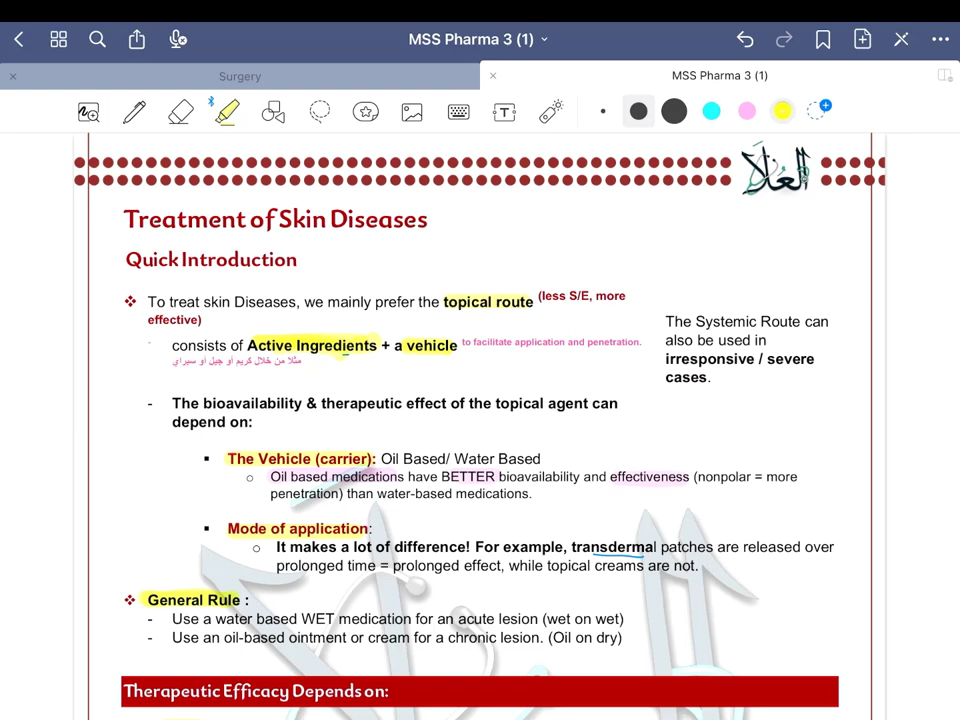 MSS Pharma 3 (1)
Surgery
MSS Pharma 3 (1)
العلا
Treatment of Skin Diseases
Quick Introduction
❖ To treat skin Diseases, we mainly prefer the topical route (less S/E, more
effective)
- consists of Active Ingredients + a vehicle to facilitate application and penetration.
مثلا من خلال كريم أو جيل أو سبراي
The Systemic Route can
also be used in
irresponsive / severe
cases.
- The bioavailability & therapeutic effect of the topical agent can
depend on:
▪ The Vehicle (carrier): Oil Based/ Water Based
o Oil based medications have BETTER bioavailability and effectiveness (nonpolar = more
penetration) than water-based medications.
▪ Mode of application:
o It makes a lot of difference! For example, transdermal patches are released over
prolonged time = prolonged effect, while topical creams are not.
❖ General Rule :
- Use a water based WET medication for an acute lesion (wet on wet)
- Use an oil-based ointment or cream for a chronic lesion. (Oil on dry)
Therapeutic Efficacy Depends on: